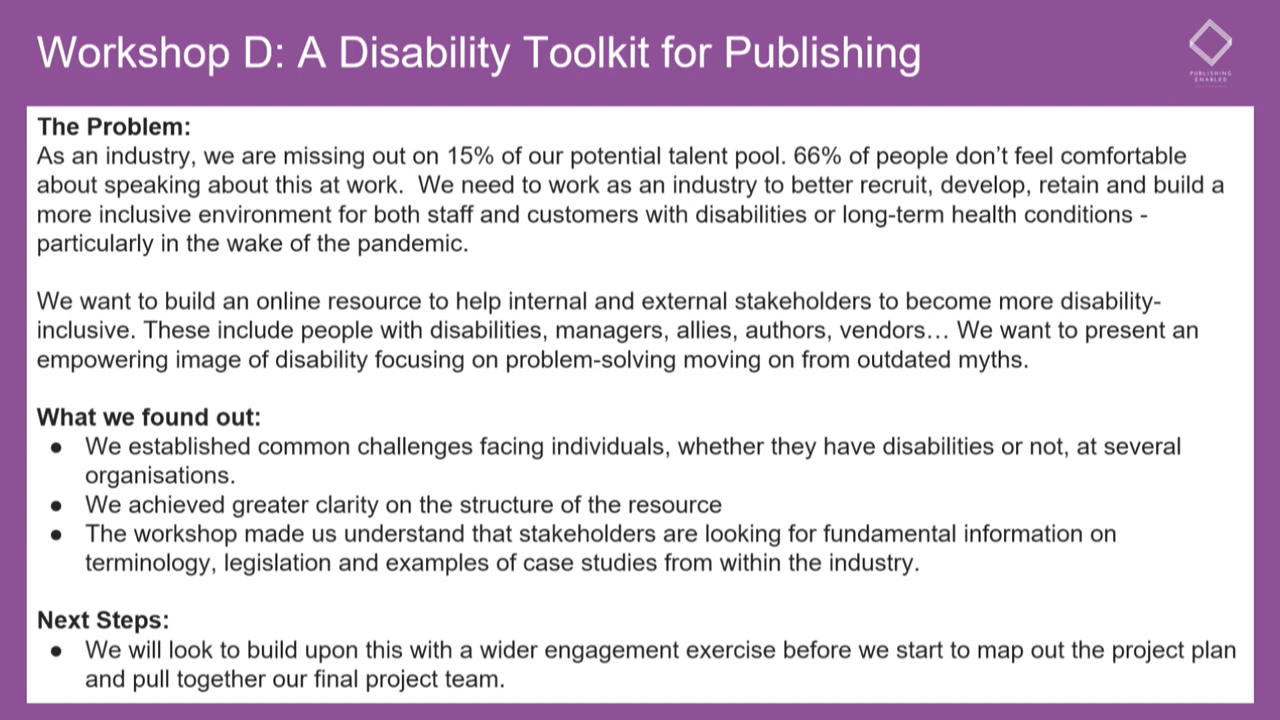 Workshop D: A Disability Toolkit for Publishing
PUBLISHING
ENABLED
The Problem:
As an industry, we are missing out on 15% of our potential talent pool. 66% of people don’t feel comfortable
about speaking about this at work.  We need to work as an industry to better recruit, develop, retain and build a
more inclusive environment for both staff and customers with disabilities or long-term health conditions -
particularly in the wake of the pandemic.
We want to build an online resource to help internal and external stakeholders to become more disability-
inclusive. These include people with disabilities, managers, allies, authors, vendors… We want to present an
empowering image of disability focusing on problem-solving moving on from outdated myths.
What we found out:
● We established common challenges facing individuals, whether they have disabilities or not, at several
organisations.
● We achieved greater clarity on the structure of the resource
● The workshop made us understand that stakeholders are looking for fundamental information on
terminology, legislation and examples of case studies from within the industry.
Next Steps:
● We will look to build upon this with a wider engagement exercise before we start to map out the project plan
and pull together our final project team.